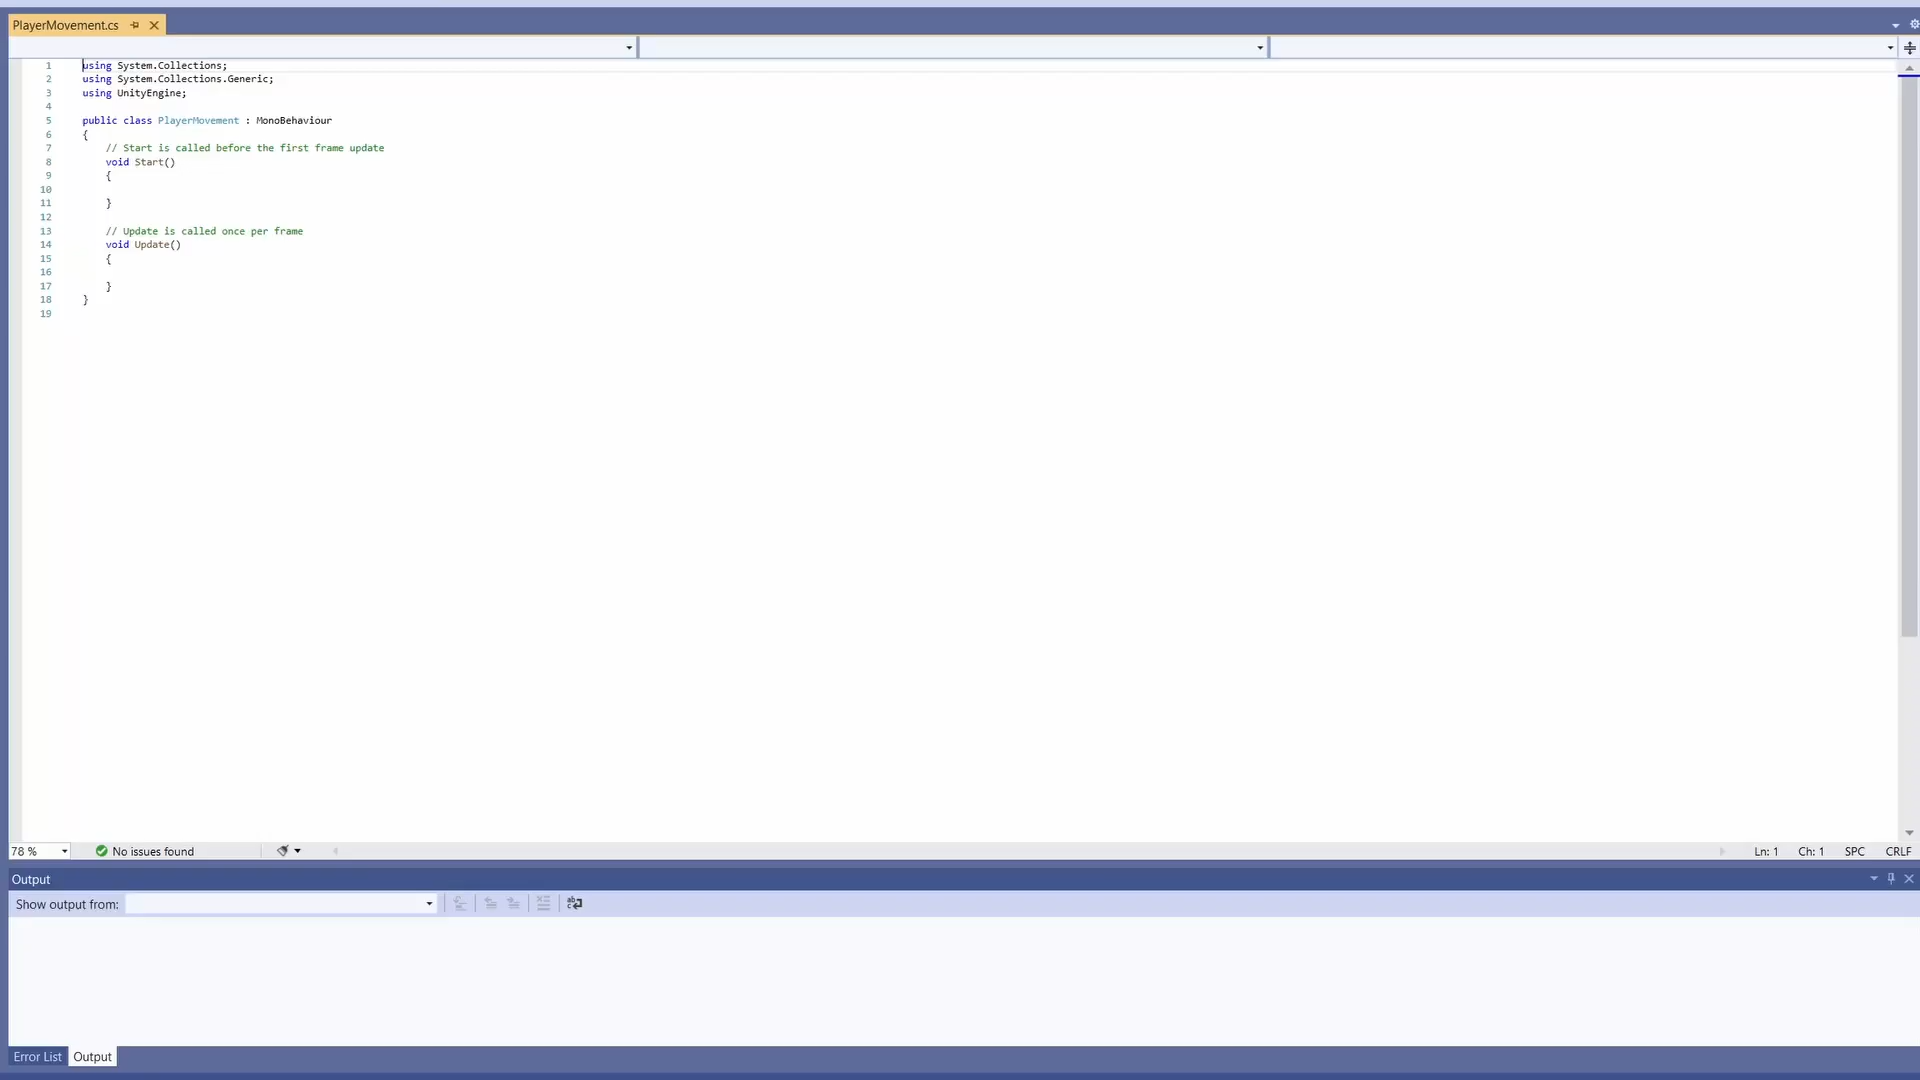 PlayerMovement.cs
1 using System.Collections;
2 using System.Collections.Generic;
3 using UnityEngine;
4
5 public class PlayerMovement : MonoBehaviour
6 {
7 // Start is called before the first frame update
8 void Start()
9 {
10
11 }
12
13 // Update is called once per frame
14 void Update()
15 {
16
17 }
18 }
19
78 % No issues found Ln: 1 Ch: 1 SPC CRLF
Output
Show output from:
Error List Output